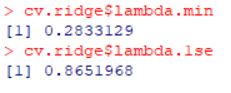 > cv.ridge$lambda.min
[1] 0.2833129
> cv.ridge$lambda.1se
[1] 0.8651968